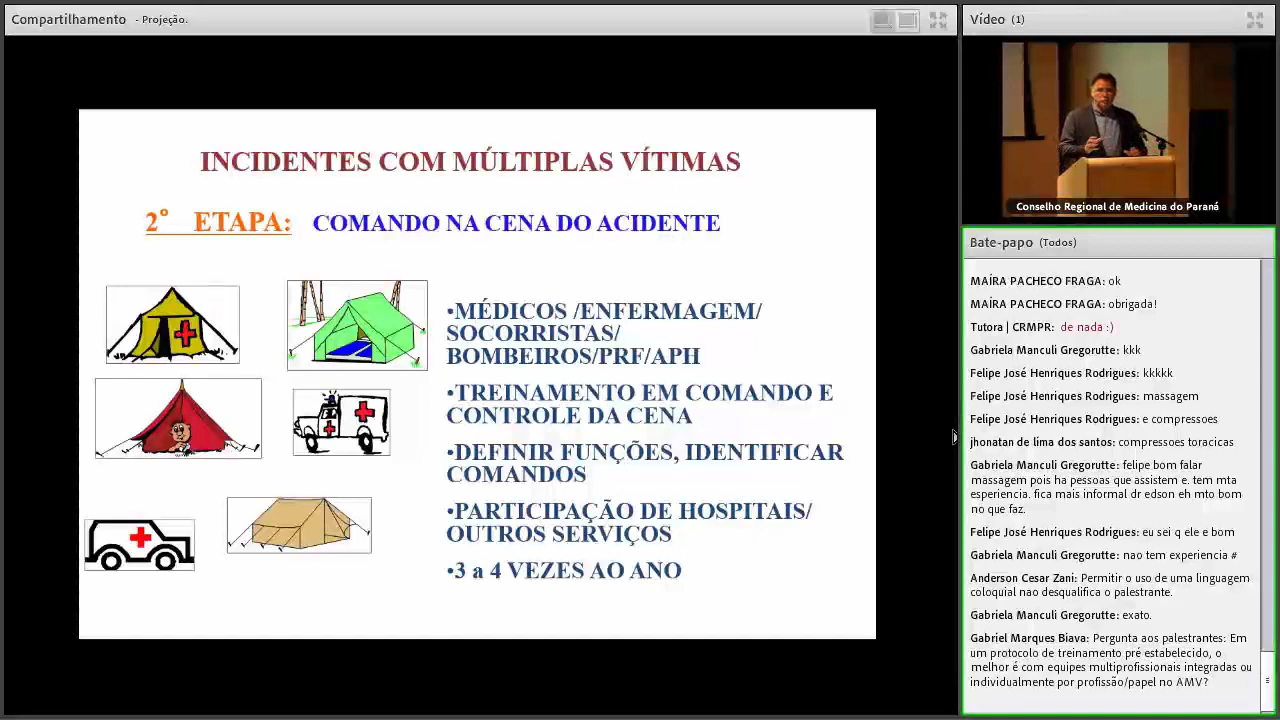 Compartilhamento - Projeção.
INCIDENTES COM MÚLTIPLAS VÍTIMAS
2° ETAPA: COMANDO NA CENA DO ACIDENTE
•MÉDICOS /ENFERMAGEM/
SOCORRISTAS/
BOMBEIROS/PRF/APH
•TREINAMENTO EM COMANDO E
CONTROLE DA CENA
•DEFINIR FUNÇÕES, IDENTIFICAR
COMANDOS
•PARTICIPAÇÃO DE HOSPITAIS/
OUTROS SERVIÇOS
•3 a 4 VEZES AO ANO
Vídeo (1)
Conselho Regional de Medicina do Paraná
Bate-papo (Todos)
MAÍRA PACHECO FRAGA: ok
MAÍRA PACHECO FRAGA: obrigada!
Tutora | CRMPR: de nada :)
Gabriela Manculi Gregorutte: kkk
Felipe José Henriques Rodrigues: kkkkk
Felipe José Henriques Rodrigues: massagem
Felipe José Henriques Rodrigues: e compressoes
jhonatan de lima dos santos: compressoes toracicas
Gabriela Manculi Gregorutte: felipe bom falar
massagem pois ha pessoas que assistem e. tem mta
esperiencia. fica mais informal dr edson eh mto bom
no que faz.
Felipe José Henriques Rodrigues: eu sei q ele e bom
Gabriela Manculi Gregorutte: nao tem experiencia #
Anderson Cesar Zani: Permitir o uso de uma linguagem
coloquial nao desqualifica o palestrante.
Gabriela Manculi Gregorutte: exato.
Gabriel Marques Biava: Pergunta aos palestrantes: Em
um protocolo de treinamento pré estabelecido, o
melhor é com equipes multiprofissionais integradas ou
individualmente por profissão/papel no AMV?